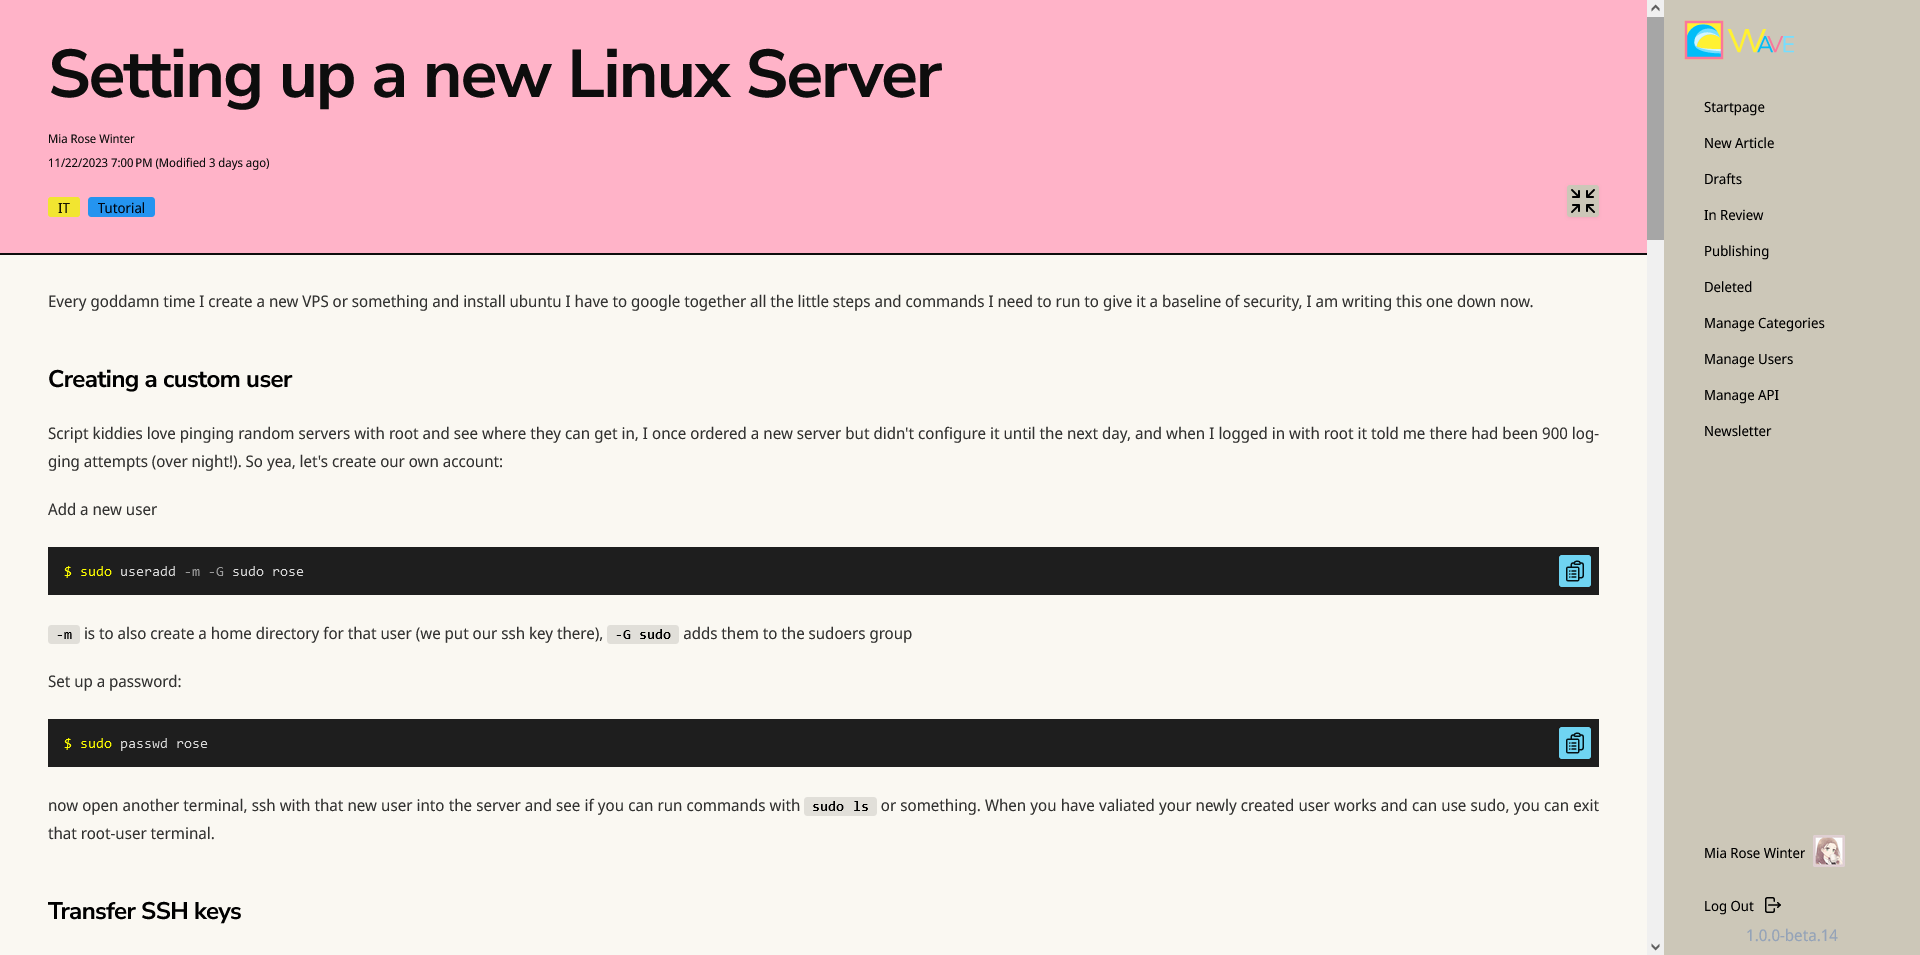 Setting up a new Linux Server
Mia Rose Winter
11/22/2023 7:00 PM (Modified 3 days ago)
IT
Tutorial
Every goddamn time I create a new VPS or something and install ubuntu I have to google together all the little steps and commands I need to run to give it a baseline of security, I am writing this one down now.
Creating a custom user
Script kiddies love pinging random servers with root and see where they can get in, I once ordered a new server but didn't configure it until the next day, and when I logged in with root it told me there had been 900 log-
ging attempts (over night!). So yea, let's create our own account:
Add a new user
$ sudo useradd -m -G sudo rose
-m is to also create a home directory for that user (we put our ssh key there), -G sudo adds them to the sudoers group
Set up a password:
$ sudo passwd rose
now open another terminal, ssh with that new user into the server and see if you can run commands with sudo ls or something. When you have valiated your newly created user works and can use sudo, you can exit
that root-user terminal.
Transfer SSH keys
WAVE
Startpage
New Article
Drafts
In Review
Publishing
Deleted
Manage Categories
Manage Users
Manage API
Newsletter
Mia Rose Winter
Log Out
1.0.0-beta.14